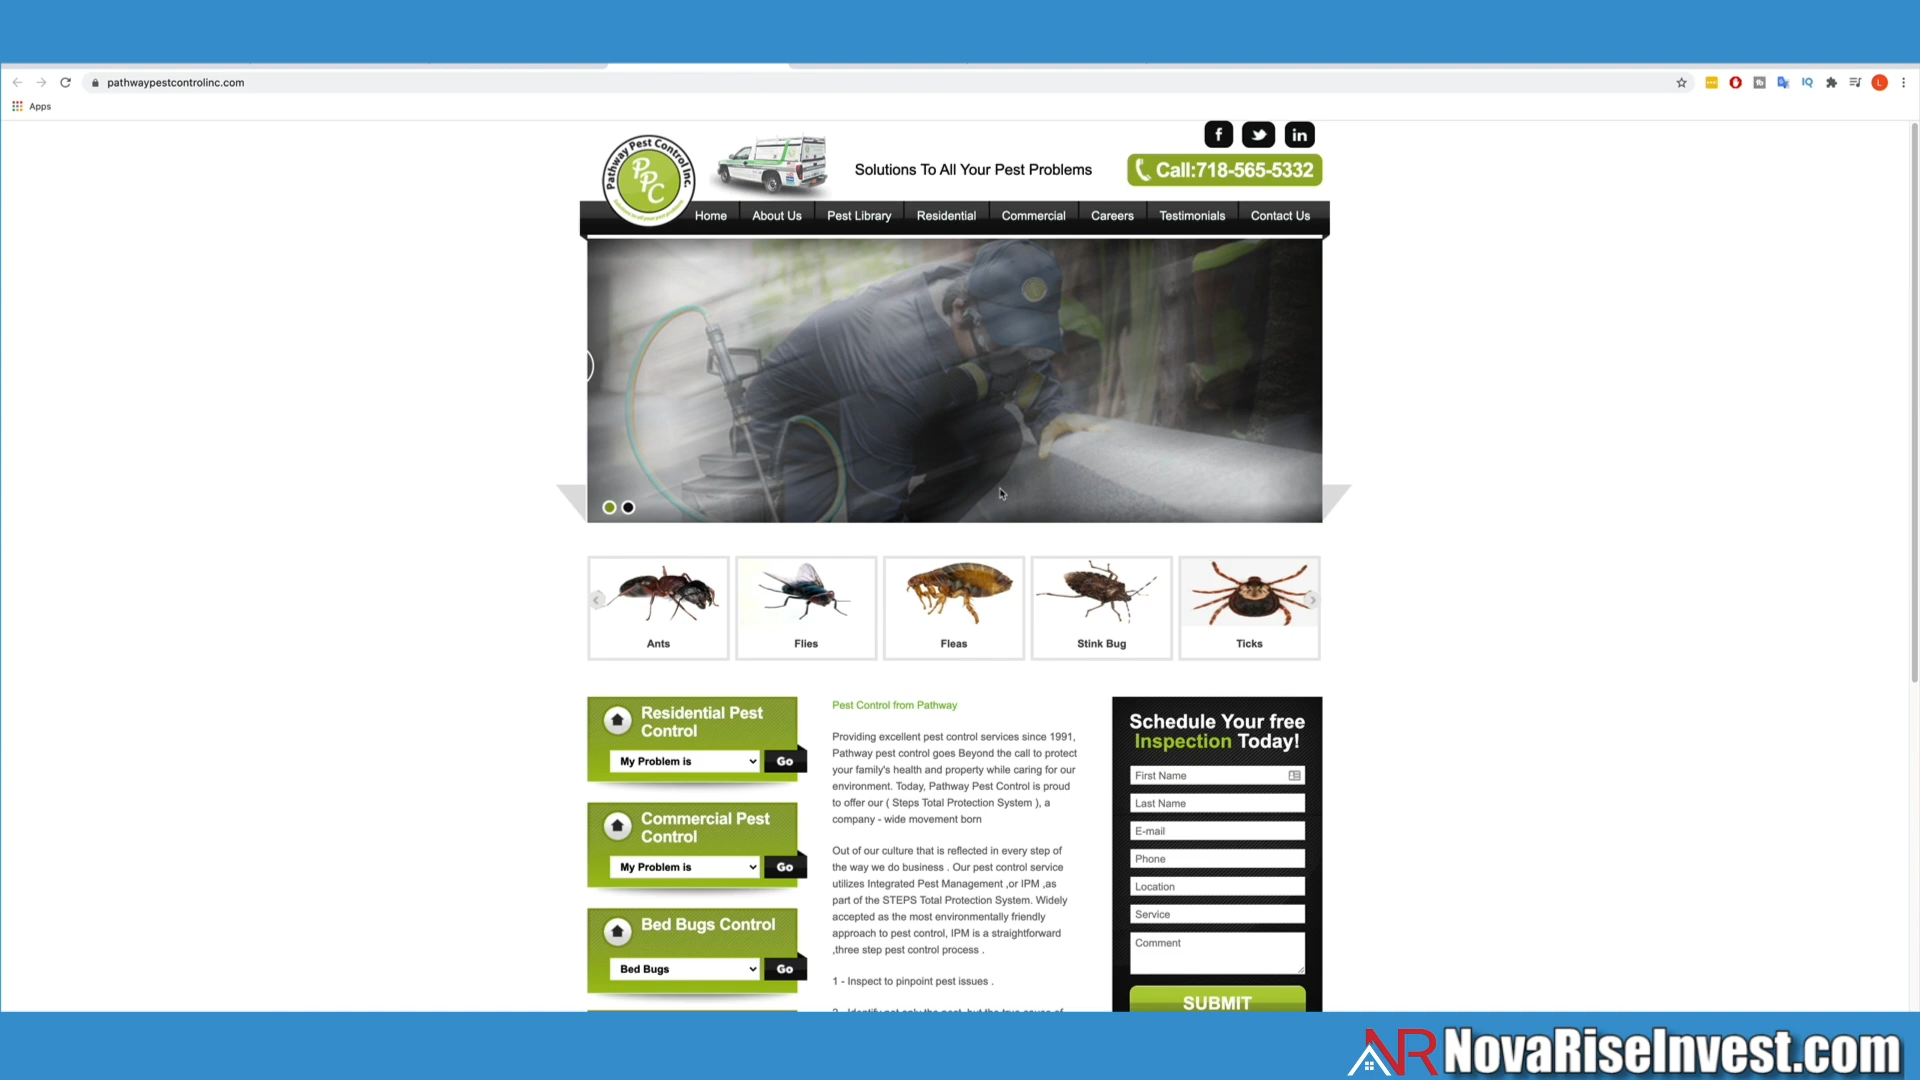 pathwaypestcontrolinc.com
IQ
L
Apps
Pathway Pest Control Inc.
PPC
Solutions To All Your Pest Problems
Call:718-565-5332
Home
About Us
Pest Library
Residential
Commercial
Careers
Testimonials
Contact Us
Ants
Flies
Fleas
Stink Bug
Ticks
Residential Pest
Control
My Problem is
Go
Commercial Pest
Control
My Problem is
Go
Bed Bugs Control
Bed Bugs
Go
Pest Control from Pathway
Providing excellent pest control services since 1991,
Pathway pest control goes Beyond the call to protect
your family's health and property while caring for our
environment. Today, Pathway Pest Control is proud
to offer our ( Steps Total Protection System ), a
company - wide movement born
Out of our culture that is reflected in every step of
the way we do business . Our pest control service
utilizes Integrated Pest Management ,or IPM ,as
part of the STEPS Total Protection System. Widely
accepted as the most environmentally friendly
approach to pest control, IPM is a straightforward
,three step pest control process .
1 - Inspect to pinpoint pest issues .
Schedule Your free
Inspection Today!
First Name
Last Name
E-mail
Phone
Location
Service
Comment
SUBMIT
NR NovaRiseInvest.com